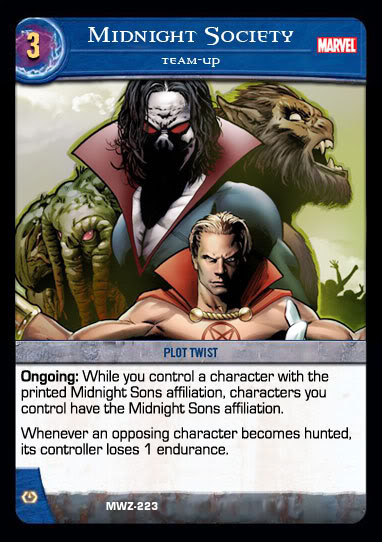 3
MIDNIGHT SOCIETY
MARVEL
TEAM-UP
PLOT TWIST
Ongoing: While you control a character with the
printed Midnight Sons affiliation, characters you
control have the Midnight Sons affiliation.
Whenever an opposing character becomes hunted,
its controller loses 1 endurance.
MWZ-223